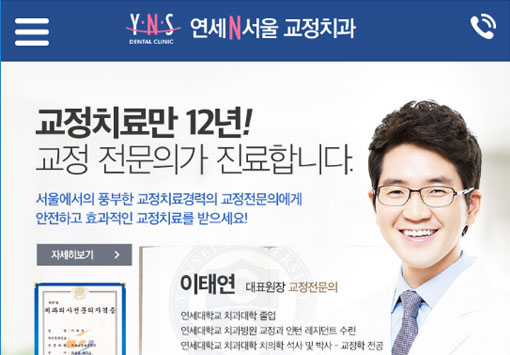 Y·N·S
DENTAL CLINIC
연세N서울 교정치과
교정치료만 12년!
교정 전문의가 진료합니다.
서울에서의 풍부한 교정치료경력의 교정전문의에게
안전하고 효과적인 교정치료를 받으세요!
자세히보기 >
이태연 대표원장 교정전문의
연세대학교 치과대학 졸업
연세대학교 치과병원 교정과 인턴 레지던트 수련
연세대학교 치과대학 치의학 석사 및 박사 - 교정학 전공
치과의사전문의자격증